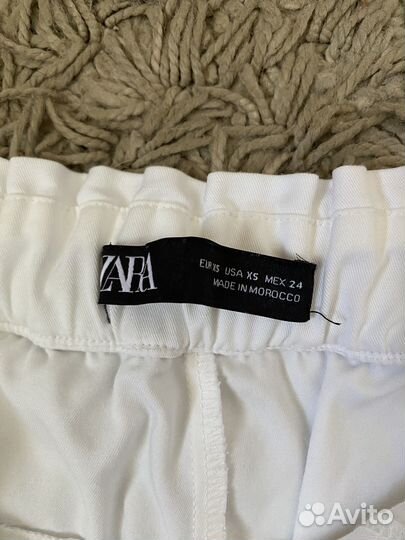 ZARA
EUR XS USA XS MEX 24
MADE IN MOROCCO
Avito